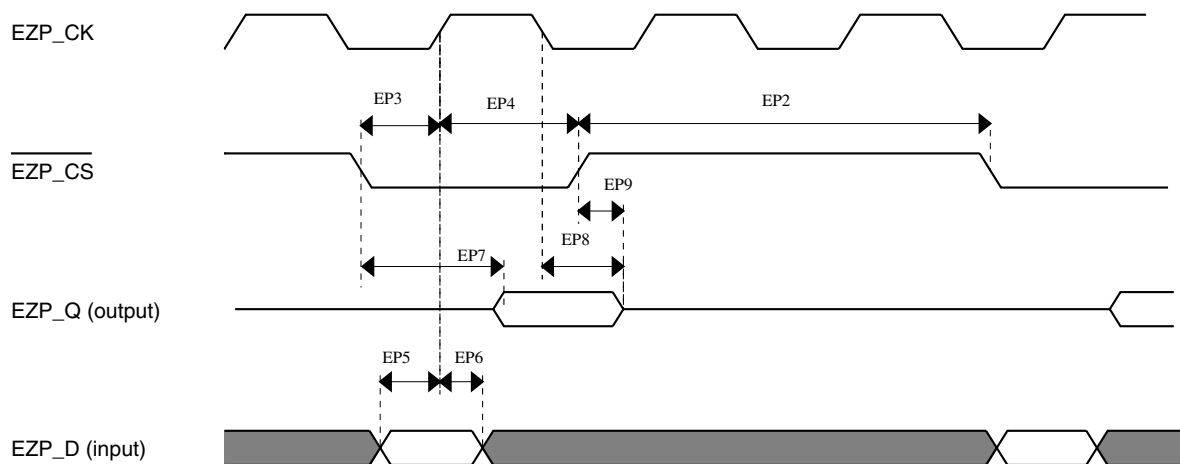 EZP_CK
EP3
EP4
EP2
EZP_CS
EP9
EP8
EP7
EZP_Q (output)
EP5
EP6
EZP_D (input)